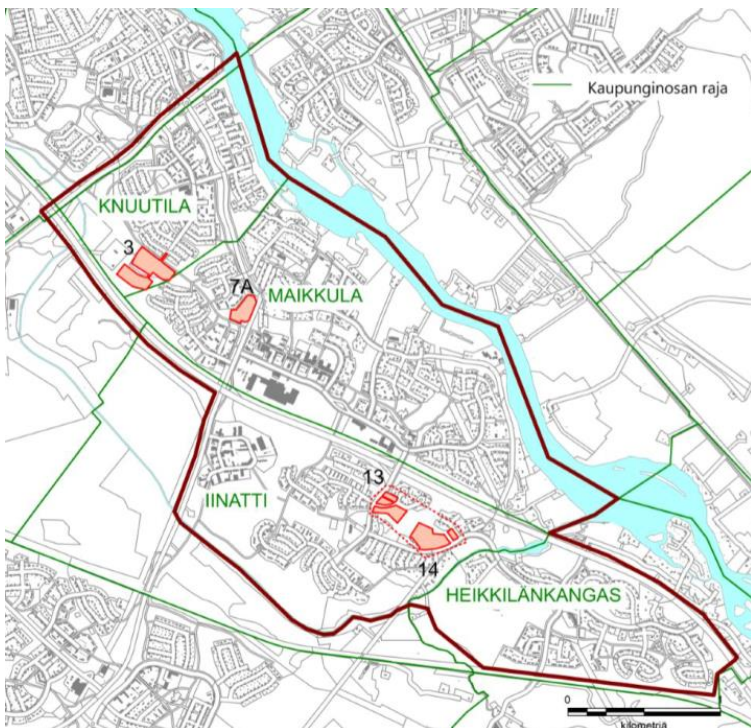 Kaupunginosan raja
KNUUTILA
3
7A
MAIKKULA
13
IINATTI
14
HEIKKILÄNKANGAS
0
kilometriä